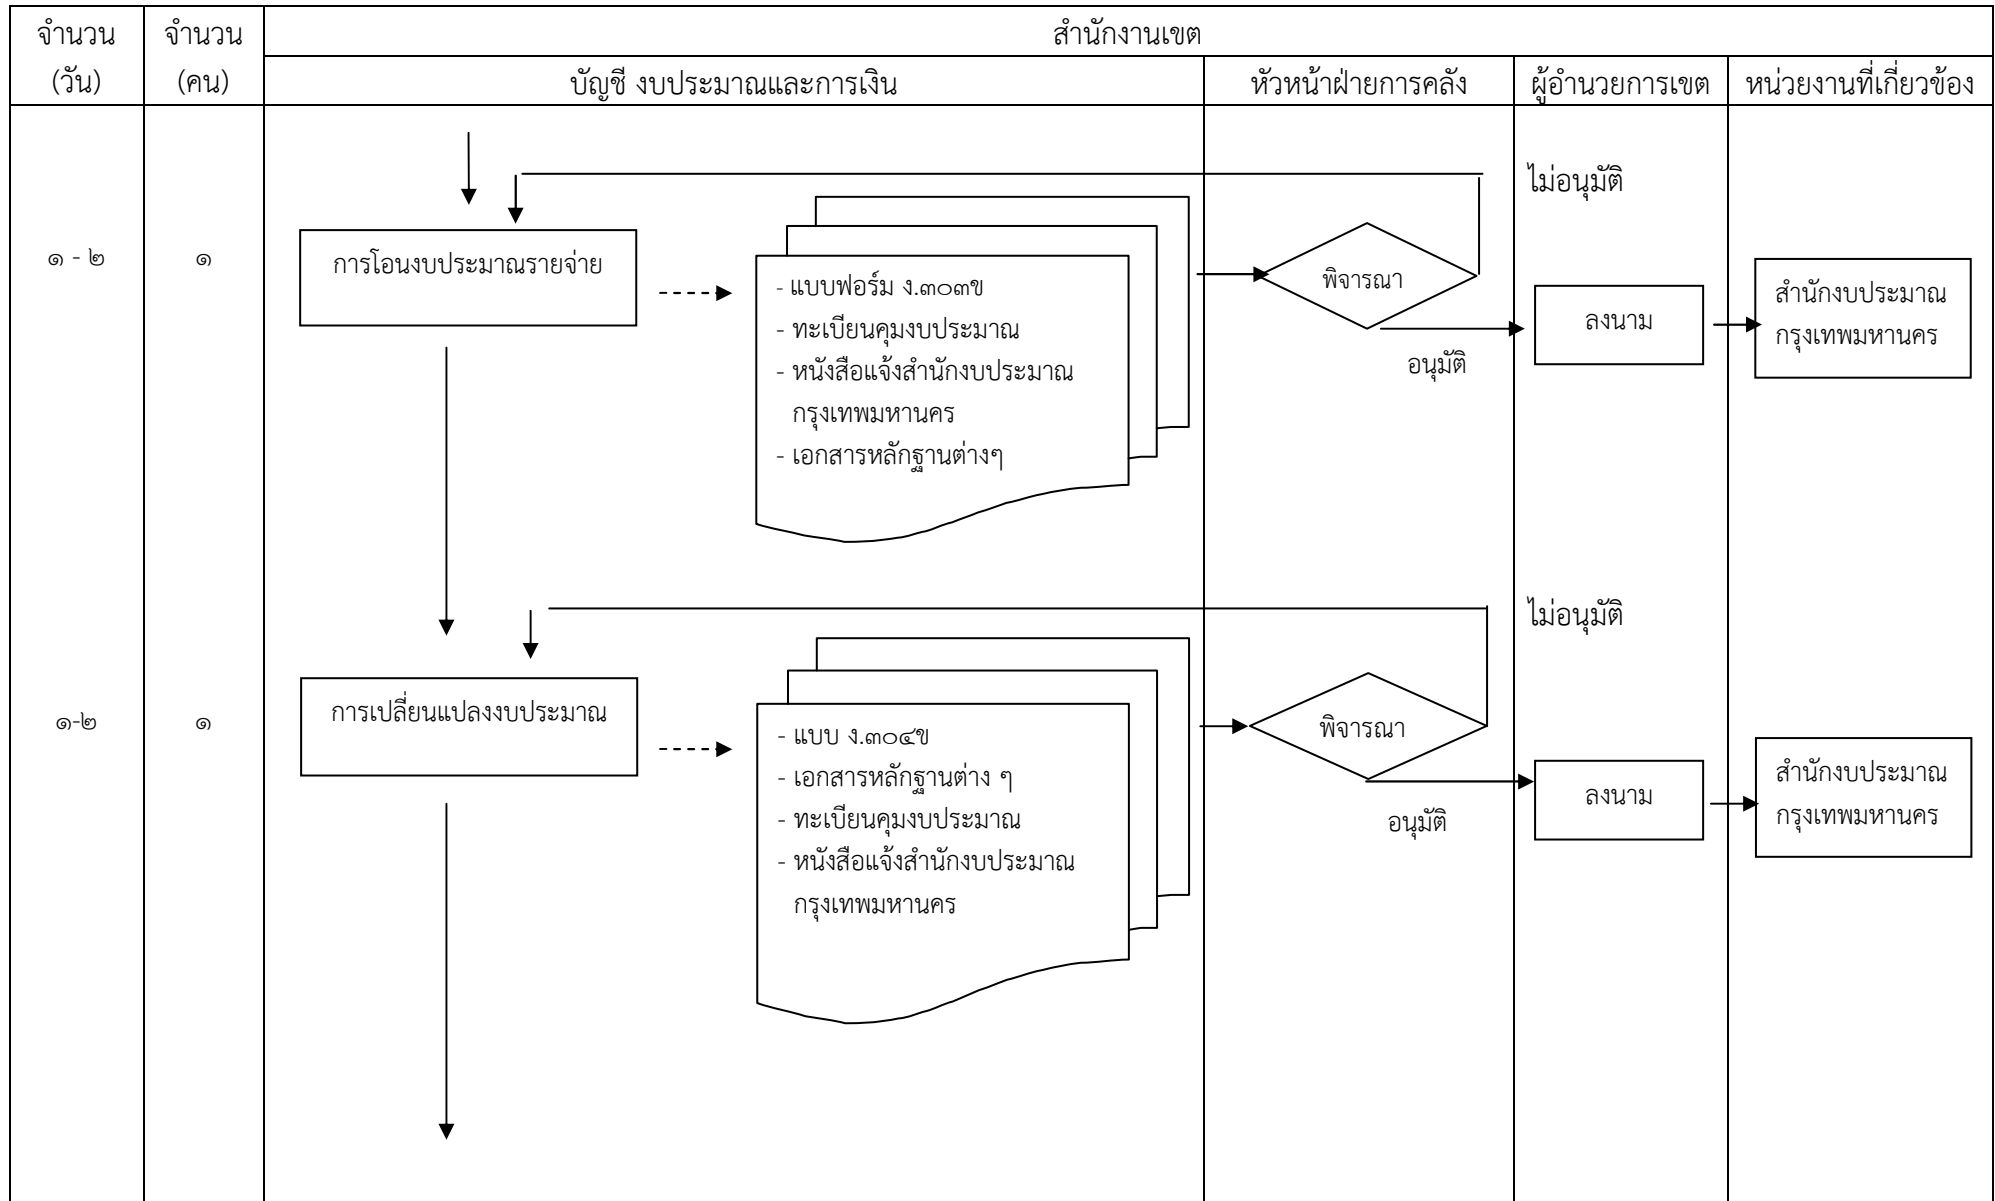 จำนวน
(วัน)
จำนวน
(คน)
สำนักงานเขต
บัญชี งบประมาณและการเงิน
หัวหน้าฝ่ายการคลัง
ผู้อำนวยการเขต
หน่วยงานที่เกี่ยวข้อง
๑ - ๒
๑
การโอนงบประมาณรายจ่าย
- แบบฟอร์ม ง.๓๐๓ข
- ทะเบียนคุมงบประมาณ
- หนังสือแจ้งสำนักงบประมาณ
กรุงเทพมหานคร
- เอกสารหลักฐานต่างๆ
พิจารณา
ไม่อนุมัติ
อนุมัติ
ลงนาม
สำนักงบประมาณ
กรุงเทพมหานคร
๑-๒
๑
การเปลี่ยนแปลงงบประมาณ
- แบบ ง.๓๐๔ข
- เอกสารหลักฐานต่าง ๆ
- ทะเบียนคุมงบประมาณ
- หนังสือแจ้งสำนักงบประมาณ
กรุงเทพมหานคร
พิจารณา
ไม่อนุมัติ
อนุมัติ
ลงนาม
สำนักงบประมาณ
กรุงเทพมหานคร